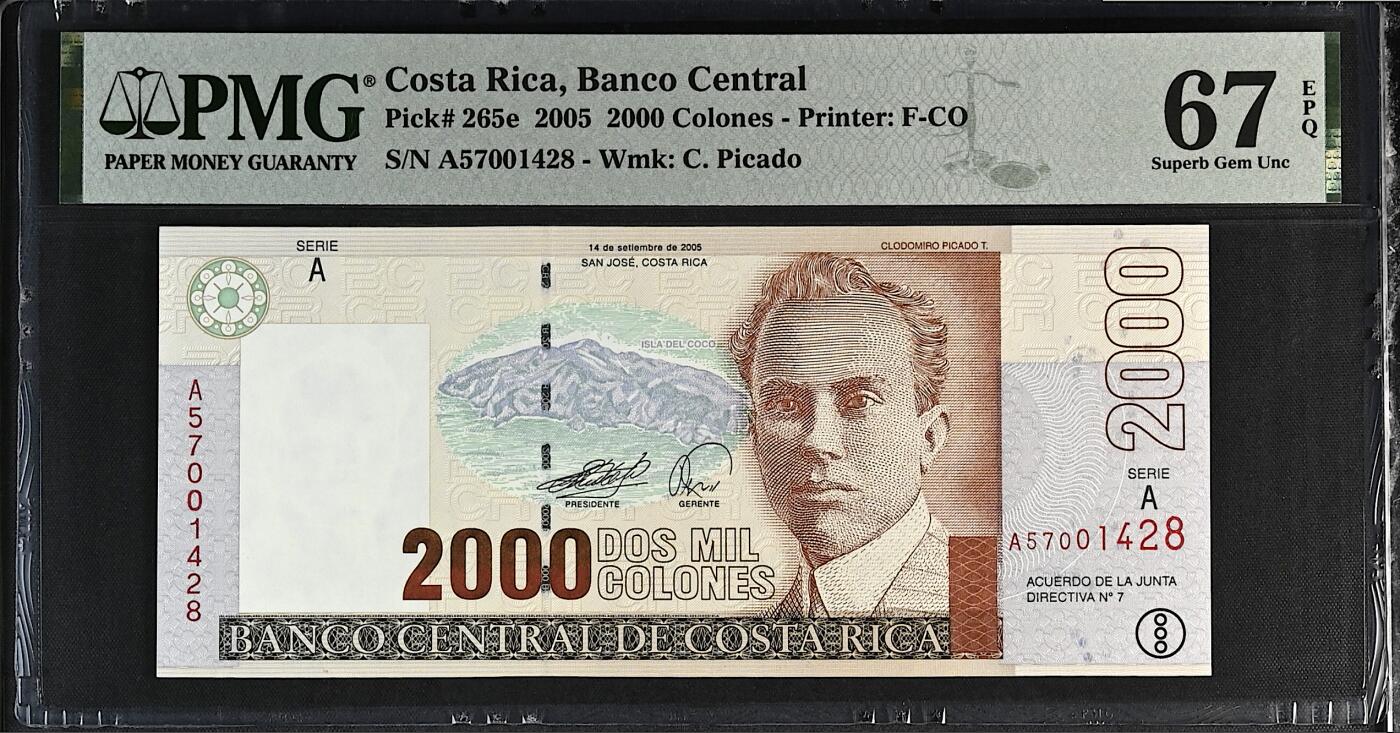 PMG®
PAPER MONEY GUARANTY
Costa Rica, Banco Central
Pick# 265e 2005 2000 Colones - Printer: F-CO
S/N A57001428 - Wmk: C. Picado
67
EPQ
Superb Gem Unc
SERIE
A
14 de setiembre de 2005
SAN JOSÉ, COSTA RICA
CLODOMIRO PICADO T.
2000
ISLA DEL COCO
A57001428
PRESIDENTE
GERENTE
SERIE
A
A57001428
2000 DOS MIL
COLONES
ACUERDO DE LA JUNTA
DIRECTIVA Nº 7
BANCO CENTRAL DE COSTA RICA